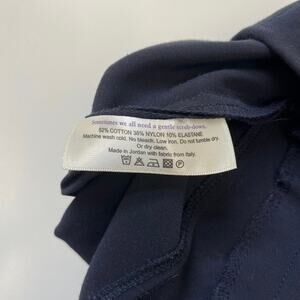 Sometimes we all need a gentle scrub-down.
52% COTTON 38% NYLON 10% ELASTANE
Machine wash cold. No bleach. Low iron. Do not tumble dry.
Or dry clean.
Made in Jordan with fabric from Italy.